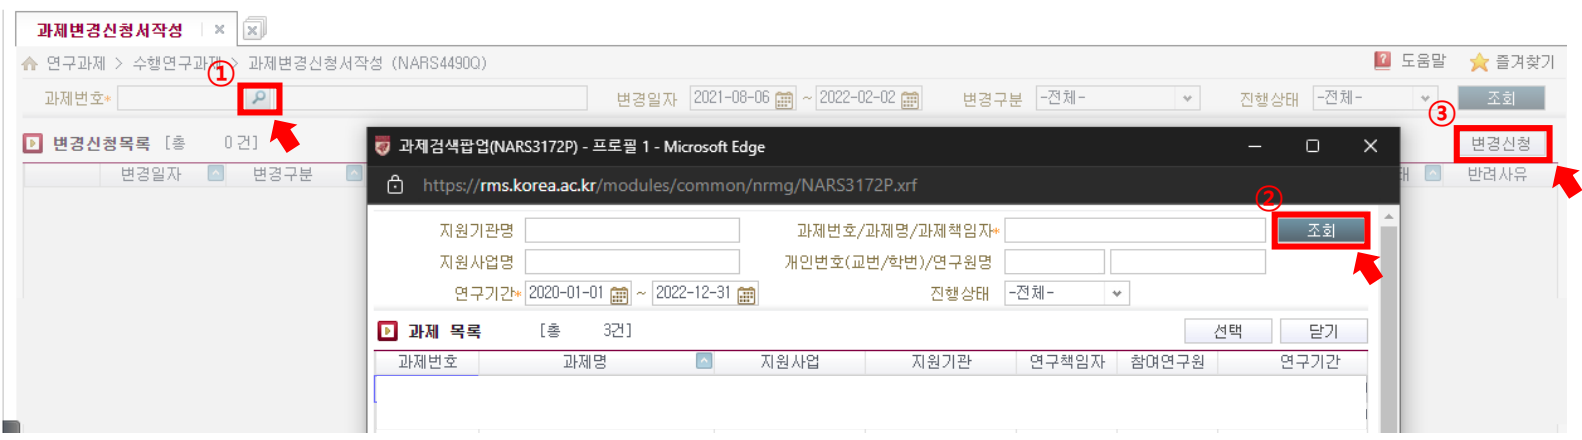 과제변경신청서작성
연구과제 > 수행연구과제 > 과제변경신청서작성 (NARS4490Q) 도움말 즐겨찾기
①
과제번호* 변경일자 2021-08-06 ~ 2022-02-02 변경구분 -전체- 진행상태 -전체- 조회
③
변경신청목록 [총 0건] 변경신청
변경일자 변경구분 태 반려사유
과제검색팝업(NARS3172P) - 프로필 1 - Microsoft Edge
https://rms.korea.ac.kr/modules/common/nrmg/NARS3172P.xrf
②
지원기관명 과제번호/과제명/과제책임자* 조회
지원사업명 개인번호(교번/학번)/연구원명
연구기간* 2020-01-01 ~ 2022-12-31 진행상태 -전체-
과제 목록 [총 3건] 선택 닫기
과제번호 과제명 지원사업 지원기관 연구책임자 참여연구원 연구기간